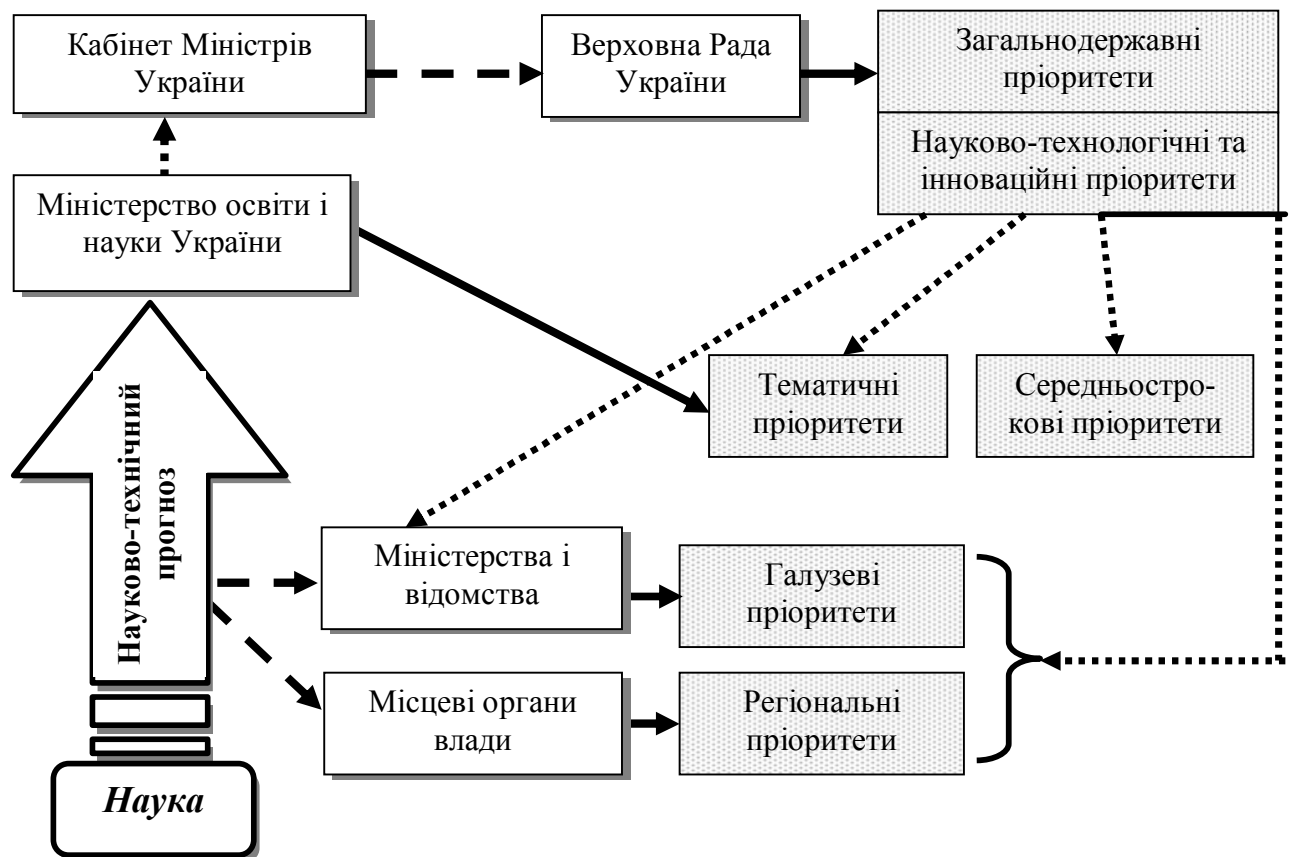 Кабінет Міністрів
України
Верховна Рада
України
Загальнодержавні
пріоритети
Науково-технологічні та
інноваційні пріоритети
Міністерство освіти і
науки України
Тематичні
пріоритети
Середньостро-
кові пріоритети
Науково-технічний
прогноз
Міністерства і
відомства
Галузеві
пріоритети
Місцеві органи
влади
Регіональні
пріоритети
Наука